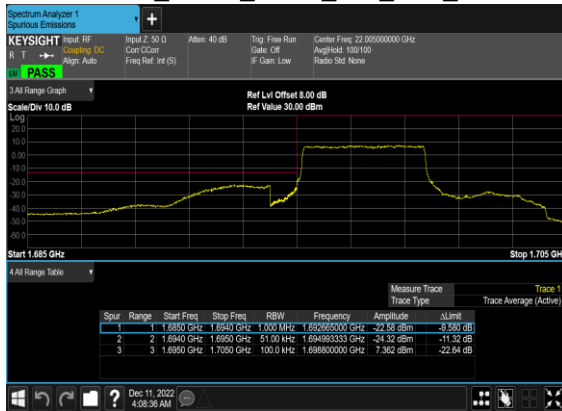 Spectrum Analyzer 1
Spurious Emissions
KEYSIGHT Input: RF Input Z: 50 Ω Atten: 40 dB Trig: Free Run Center Freq: 22.005000000 GHz
R T Coupling: DC Corr CCorr Gate: Off Avg|Hold: 100/100
Align: Auto Freq Ref: Int (S) IF Gain: Low Radio Std: None
PASS
3 All Range Graph
Ref Lvl Offset 8.00 dB
Scale/Div 10.0 dB Ref Value 30.00 dBm
Log
20.0
10.0
0.00
-10.0
-20.0
-30.0
-40.0
-50.0
-60.0
Start 1.685 GHz Stop 1.705 GHz
4 All Range Table
Measure Trace Trace 1
Trace Type Trace Average (Active)
Spur Range Start Freq Stop Freq RBW Frequency Amplitude ΔLimit
1 1 1.6850 GHz 1.6940 GHz 1.000 MHz 1.692665000 GHz -22.58 dBm -9.580 dB
2 2 1.6940 GHz 1.6950 GHz 51.00 kHz 1.694993333 GHz -24.32 dBm -11.32 dB
3 3 1.6950 GHz 1.7050 GHz 100.0 kHz 1.698800000 GHz 7.362 dBm -22.64 dB
? Dec 11, 2022
4:08:36 AM